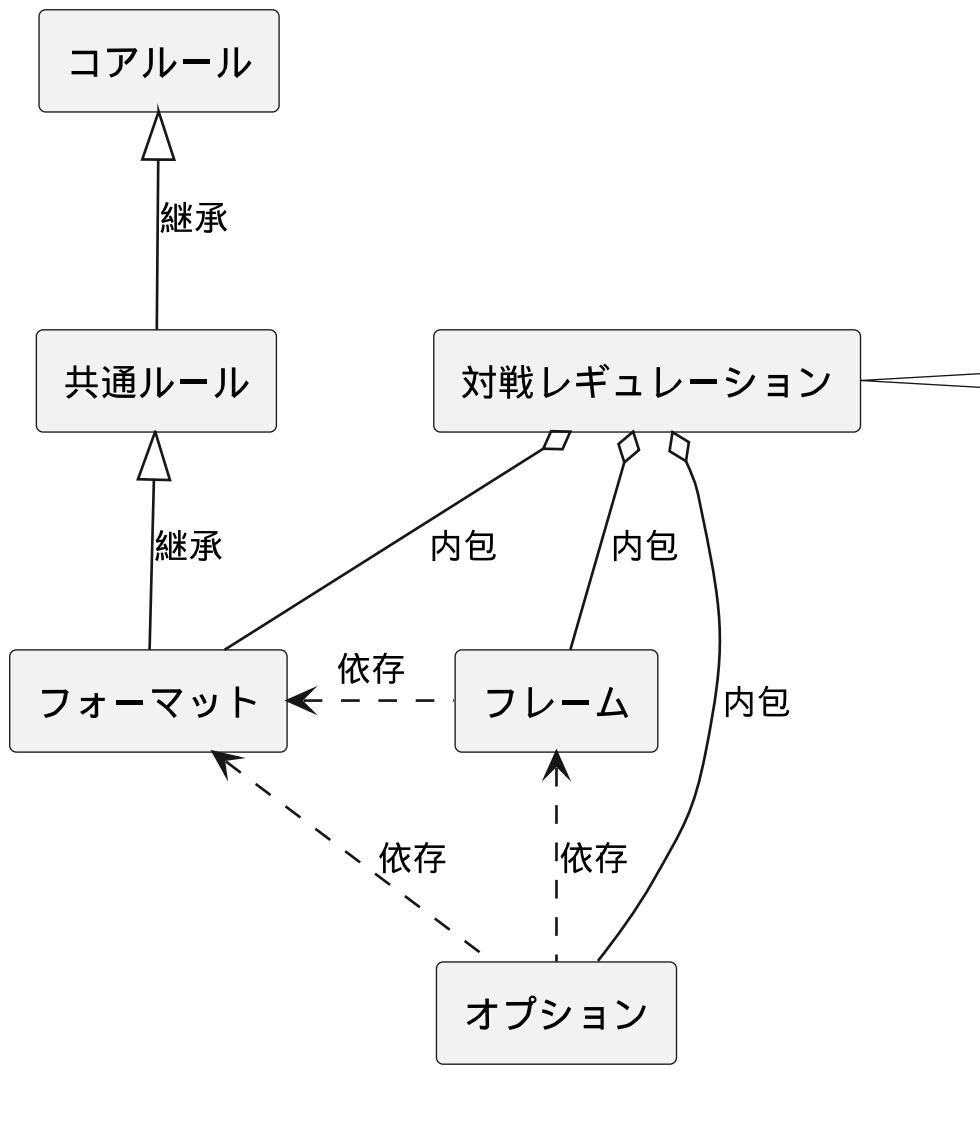 コアルール
継承
共通ルール
対戦レギュレーション
継承
内包
内包
フォーマット
依存
フレーム
内包
依存
依存
オプション